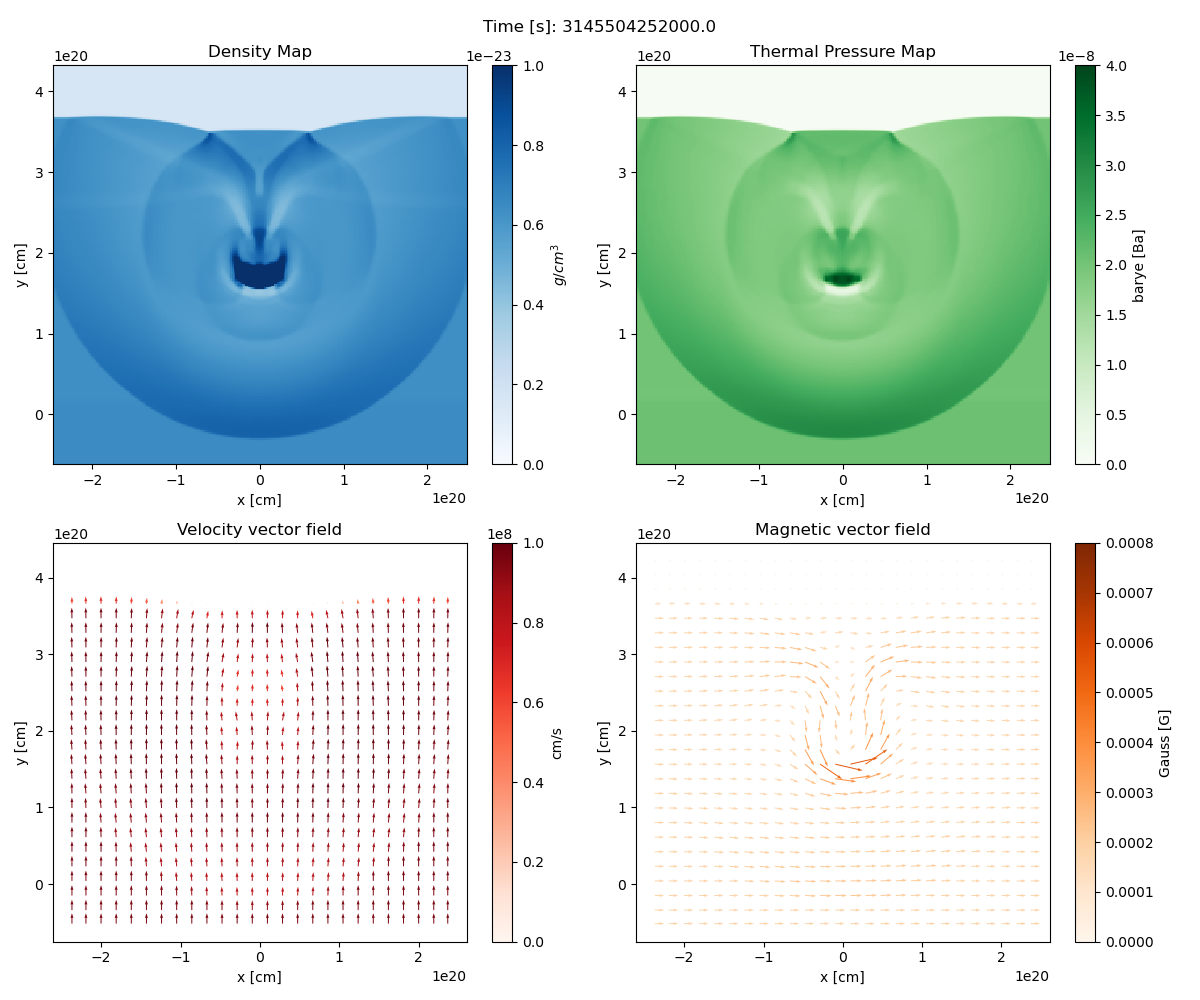 Time [s]: 3145504252000.0
1e20
Density Map
1e−23
4
3
2
1
0
y [cm]
−2
−1
0
1
2
x [cm]
1e20
1.0
0.8
0.6
0.4
0.2
0.0
g/cm³
1e20
Thermal Pressure Map
1e−8
4
3
2
1
0
y [cm]
−2
−1
0
1
2
x [cm]
1e20
4.0
3.5
3.0
2.5
2.0
1.5
1.0
0.5
0.0
barye [Ba]
1e20
Velocity vector field
1e8
4
3
2
1
0
y [cm]
−2
−1
0
1
2
x [cm]
1e20
1.0
0.8
0.6
0.4
0.2
0.0
cm/s
1e20
Magnetic vector field
4
3
2
1
0
y [cm]
−2
−1
0
1
2
x [cm]
1e20
0.0008
0.0007
0.0006
0.0005
0.0004
0.0003
0.0002
0.0001
0.0000
Gauss [G]